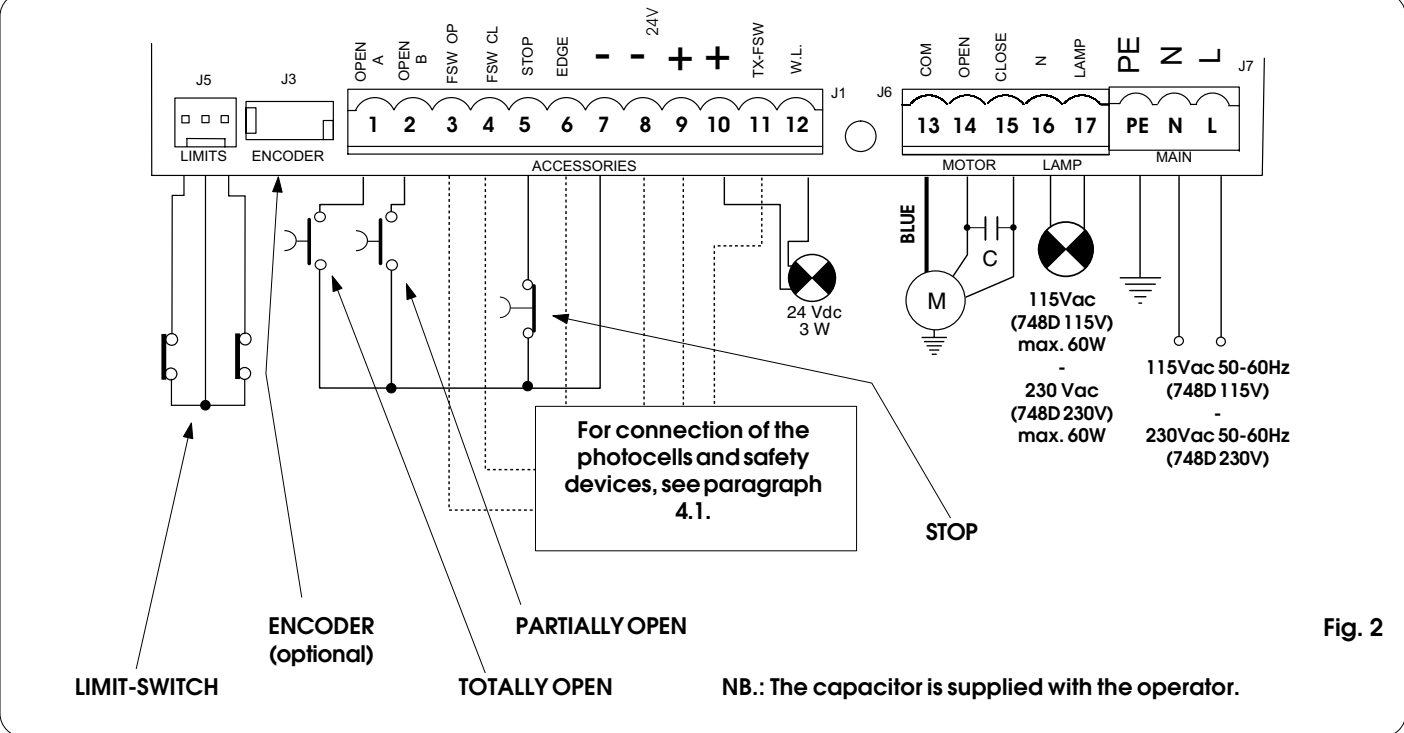 J5
J3
OPEN A
OPEN B
FSW OP
FSW CL
STOP
EDGE
-
-
24V
+
+
TX-FSW
W.L.
J1
J6
COM
OPEN
CLOSE
N
LAMP
PE
N
L
J7
1 2 3 4 5 6 7 8 9 10 11 12
13 14 15 16 17
PE N L
LIMITS
ENCODER
ACCESSORIES
MOTOR
LAMP
MAIN
BLUE
C
M
24 Vdc
3 W
115Vac
(748D 115V)
max. 60W
-
230 Vac
(748D 230V)
max. 60W
115Vac 50-60Hz
(748D 115V)
-
230Vac 50-60Hz
(748D 230V)
For connection of the
photocells and safety
devices, see paragraph
4.1.
STOP
ENCODER
(optional)
PARTIALLY OPEN
Fig. 2
LIMIT-SWITCH
TOTALLY OPEN
NB.: The capacitor is supplied with the operator.